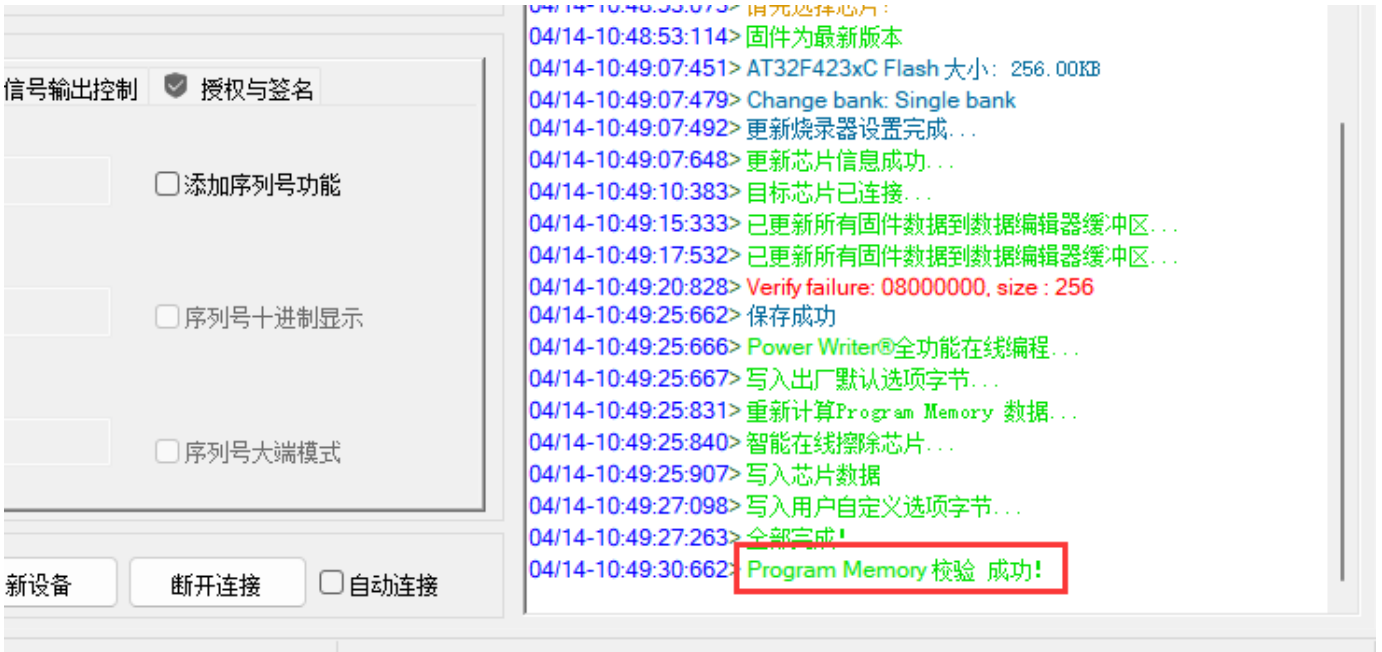 04/14-10:48:53:073> 请先选择芯片!
04/14-10:48:53:114> 固件为最新版本
04/14-10:49:07:451> AT32F423xC Flash 大小: 256.00KB
04/14-10:49:07:479> Change bank: Single bank
04/14-10:49:07:492> 更新烧录器设置完成...
04/14-10:49:07:648> 更新芯片信息成功...
04/14-10:49:10:383> 目标芯片已连接...
04/14-10:49:15:333> 已更新所有固件数据到数据编辑器缓冲区...
04/14-10:49:17:532> 已更新所有固件数据到数据编辑器缓冲区...
04/14-10:49:20:828> Verify failure: 08000000, size : 256
04/14-10:49:25:662> 保存成功
04/14-10:49:25:666> Power Writer®全功能在线编程...
04/14-10:49:25:667> 写入出厂默认选项字节...
04/14-10:49:25:831> 重新计算Program Memory 数据...
04/14-10:49:25:840> 智能在线擦除芯片...
04/14-10:49:25:907> 写入芯片数据
04/14-10:49:27:098> 写入用户自定义选项字节...
04/14-10:49:27:263> 全部完成!
04/14-10:49:30:662> Program Memory 校验 成功!
信号输出控制 授权与签名
添加序列号功能
序列号十进制显示
序列号大端模式
新设备 断开连接 自动连接